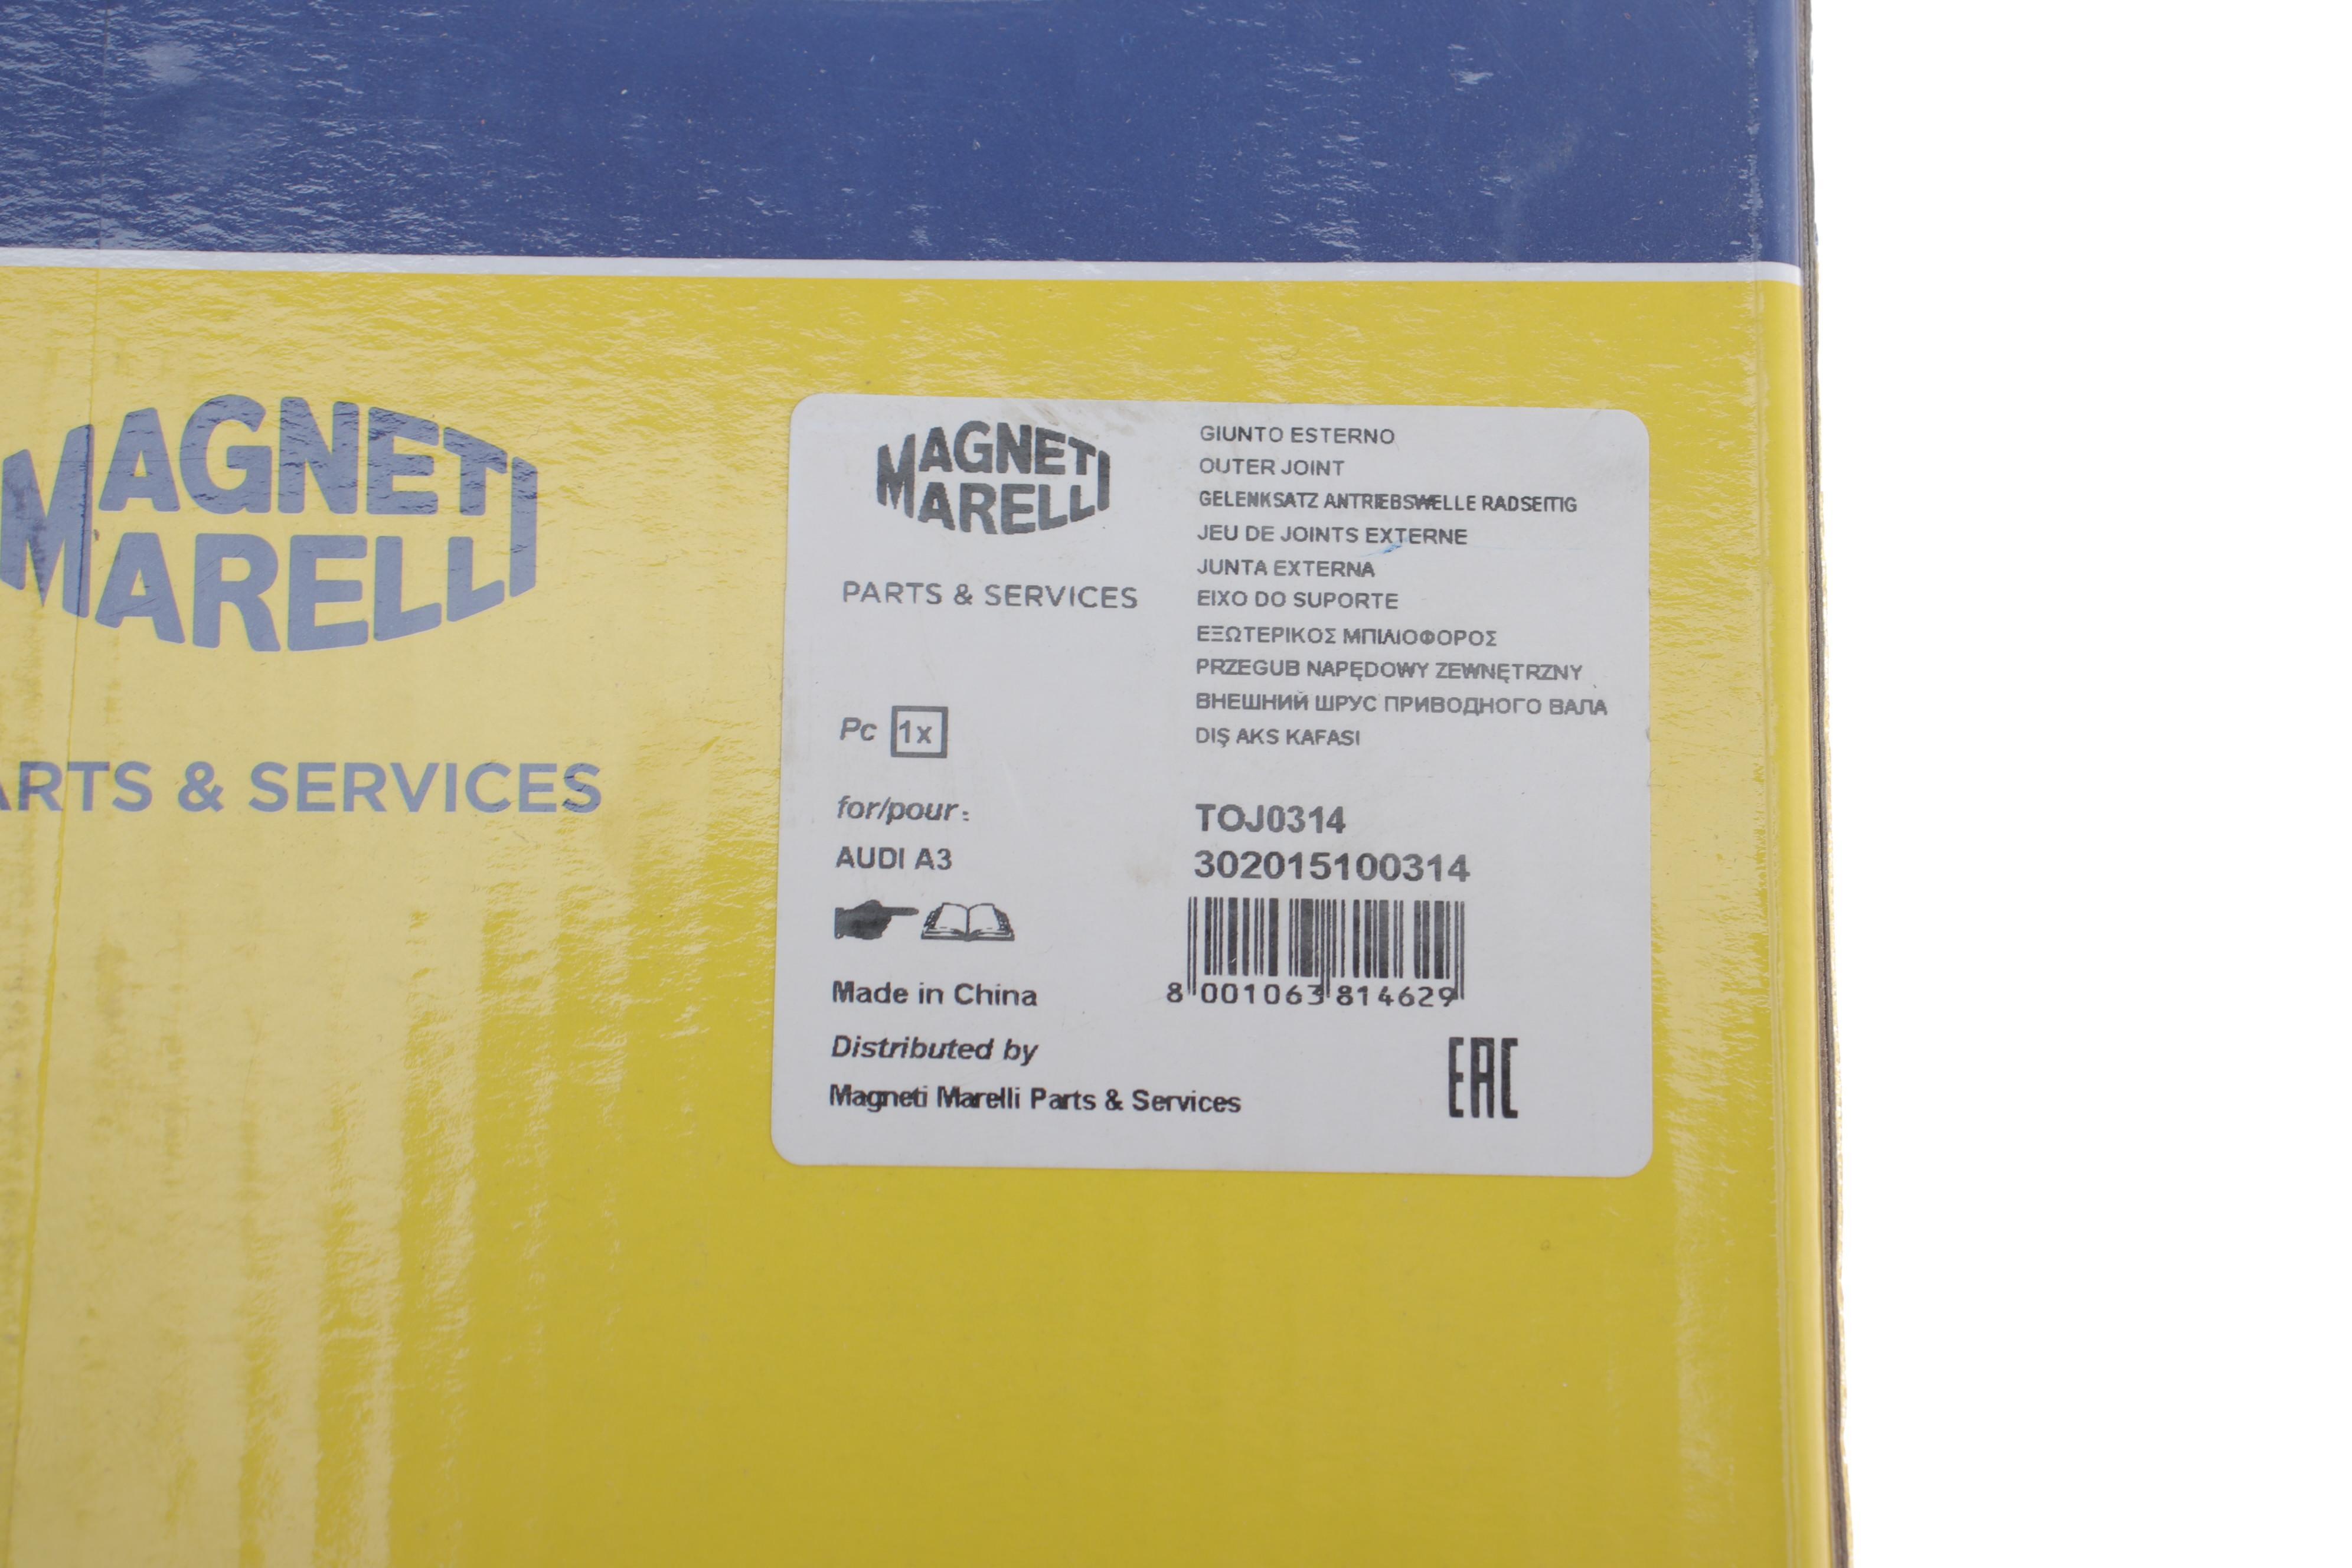 MAGNETI
MARELLI
PARTS & SERVICES
MAGNETI
MARELLI
PARTS & SERVICES
GIUNTO ESTERNO
OUTER JOINT
GELENKSATZ ANTRIEBSWELLE RADSEITIG
JEU DE JOINTS EXTERNE
JUNTA EXTERNA
EIXO DO SUPORTE
ΕΞΩΤΕΡΙΚΟΣ ΜΠΙΛΙΟΦΟΡΟΣ
PRZEGUB NAPĘDOWY ZEWNĘTRZNY
ВНЕШНИЙ ШРУС ПРИВОДНОГО ВАЛА
DIŞ AKS KAFASI
Pc 1x
for/pour:
AUDI A3
TOJ0314
302015100314
8 001063 814629
Made in China
Distributed by
Magneti Marelli Parts & Services
EAC